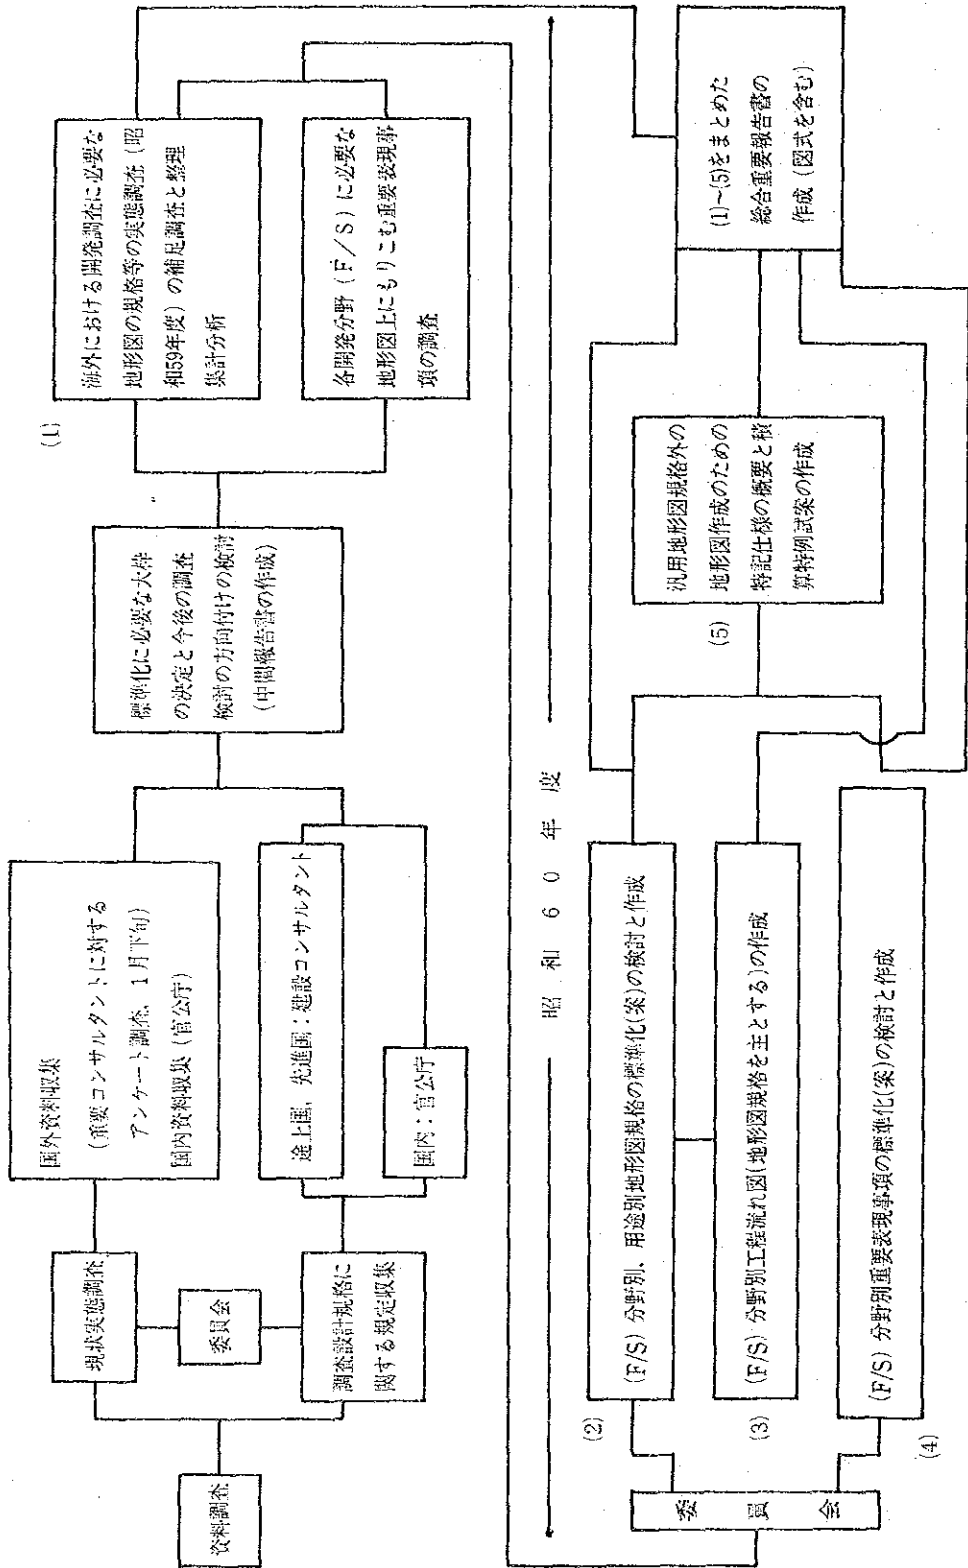 資料調査
現状実態調査
委員会
調査設計規格に
関する規定収集
国外資料収集
(重要コンサルタントに対する
アンケート調査、1月下旬)
国内資料収集(官公庁)
途上国、先進国:建設コンサルタント
国内:官公庁
標準化に必要な大枠
の決定と今後の調査
検討の方向付けの検討
(中間報告書の作成)
(1)
海外における開発調査に必要な
地形図の規格等の実態調査(昭
和59年度)の補足調査と整理
集計分析
各開発分野(F/S)に必要な
地形図上にもりこむ重要表現事
項の調査
昭和60年度
委員会
(2)
(F/S)分野別、用途別地形図規格の標準化(案)の検討と作成
(3)
(F/S)分野別工程流れ図(地形図規格を主とする)の作成
(4)
(F/S)分野別重要表現事項の標準化(案)の検討と作成
(5)
汎用地形図規格外の
地形図作成のための
特記仕様の概要と積
算特例試案の作成
(1)~(5)をまとめた
総合重要報告書の
作成(図式を含む)